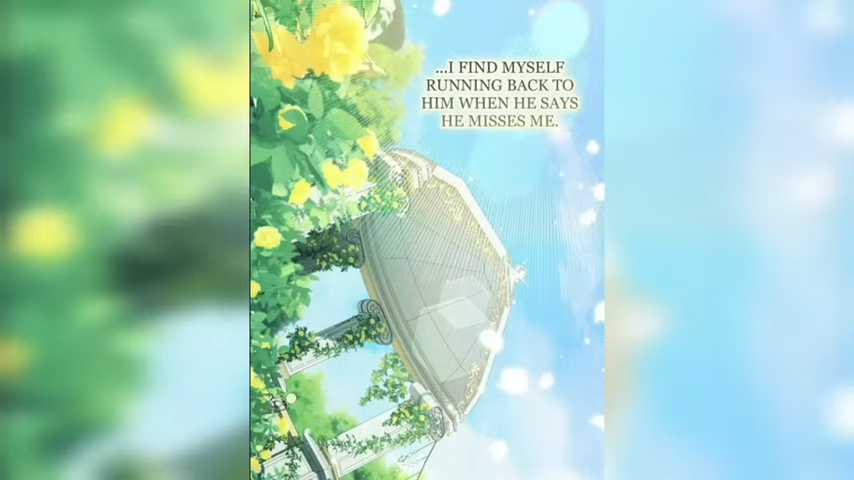 ...I FIND MYSELF
RUNNING BACK TO
HIM WHEN HE SAYS
HE MISSES ME.